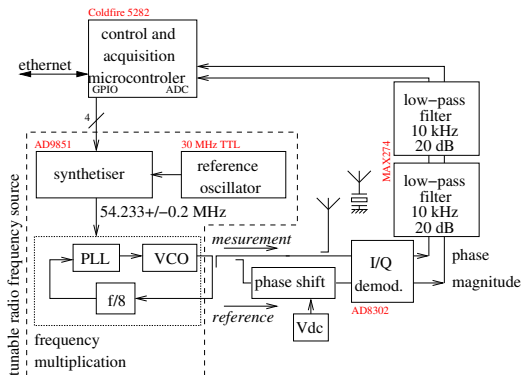 Coldfire 5282
control and
acquisition
microcontroler
GPIO ADC
ethernet
4
AD9851
30 MHz TTL
synthetiser
reference
oscillator
54.233+/-0.2 MHz
tunable radio frequency source
PLL
VCO
f/8
frequency
multiplication
mesurement
reference
phase shift
Vdc
I/Q
demod.
AD8302
phase
magnitude
MAX274
low-pass
filter
10 kHz
20 dB
low-pass
filter
10 kHz
20 dB